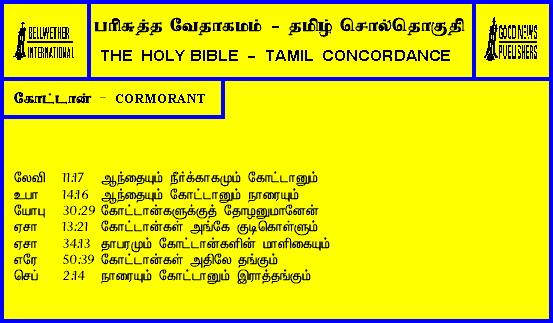 BELLWETHER
INTERNATIONAL
பரிசுத்த வேதாகமம் - தமிழ் சொல்தொகுதி
THE HOLY BIBLE - TAMIL CONCORDANCE
GOOD NEWS
PUBLISHERS
கோட்டான் - CORMORANT
லேவி 11:17 ஆந்தையும் நீர்க்காகமும் கோட்டானும்
உபா 14:16 ஆந்தையும் கோட்டானும் நாரையும்
யோபு 30:29 கோட்டான்களுக்குத் தோழனுமானேன்
ஏசா 13:21 கோட்டான்கள் அங்கே குடிகொள்ளும்
ஏசா 34:13 தாபரமும் கோட்டான்களின் மாளிகையும்
எரே 50:39 கோட்டான்கள் அதிலே தங்கும்
செப் 2:14 நாரையும் கோட்டானும் இராத்தங்கும்